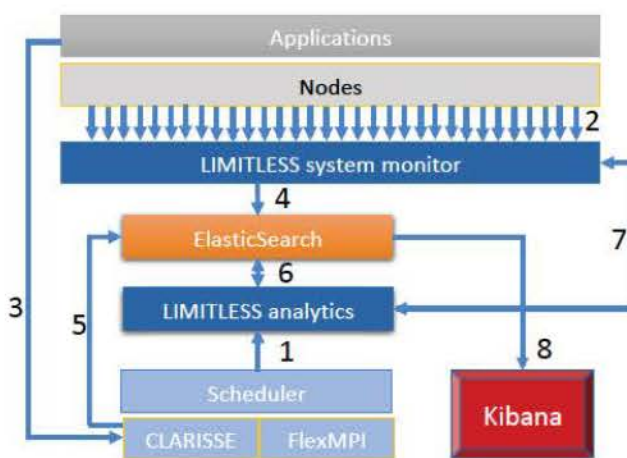 Applications
Nodes
2
LIMITLESS system monitor
4
ElasticSearch
7
6
3
5
LIMITLESS analytics
1
8
Scheduler
Kibana
CLARISSE
FlexMPI